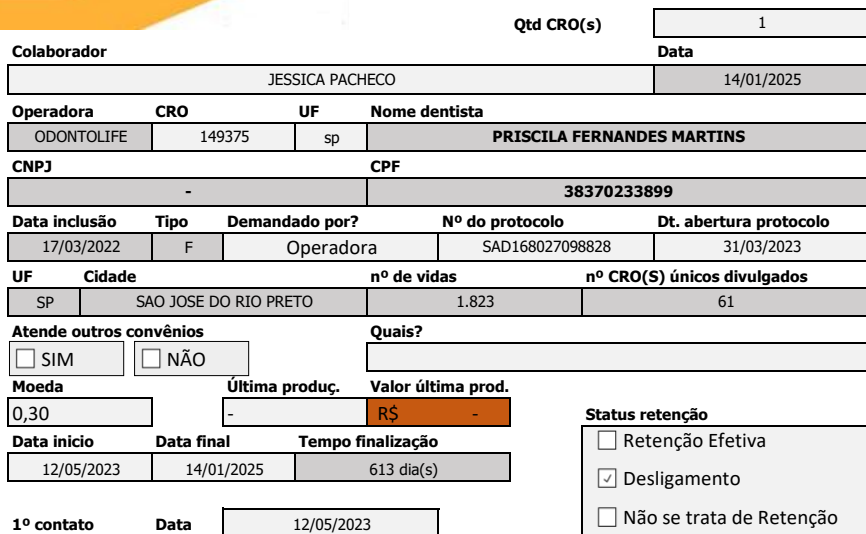 Qtd CRO(s) 1
Colaborador Data
JESSICA PACHECO 14/01/2025
Operadora CRO UF Nome dentista
ODONTOLIFE 149375 sp PRISCILA FERNANDES MARTINS
CNPJ CPF
- 38370233899
Data inclusão Tipo Demandado por? Nº do protocolo Dt. abertura protocolo
17/03/2022 F Operadora SAD168027098828 31/03/2023
UF Cidade nº de vidas nº CRO(S) únicos divulgados
SP SAO JOSE DO RIO PRETO 1.823 61
Atende outros convênios Quais?
SIM NÃO
Moeda Última produç. Valor última prod.
0,30 - R$ - Status retenção
Data inicio Data final Tempo finalização Retenção Efetiva
12/05/2023 14/01/2025 613 dia(s)
Desligamento
1º contato Data 12/05/2023 Não se trata de Retenção